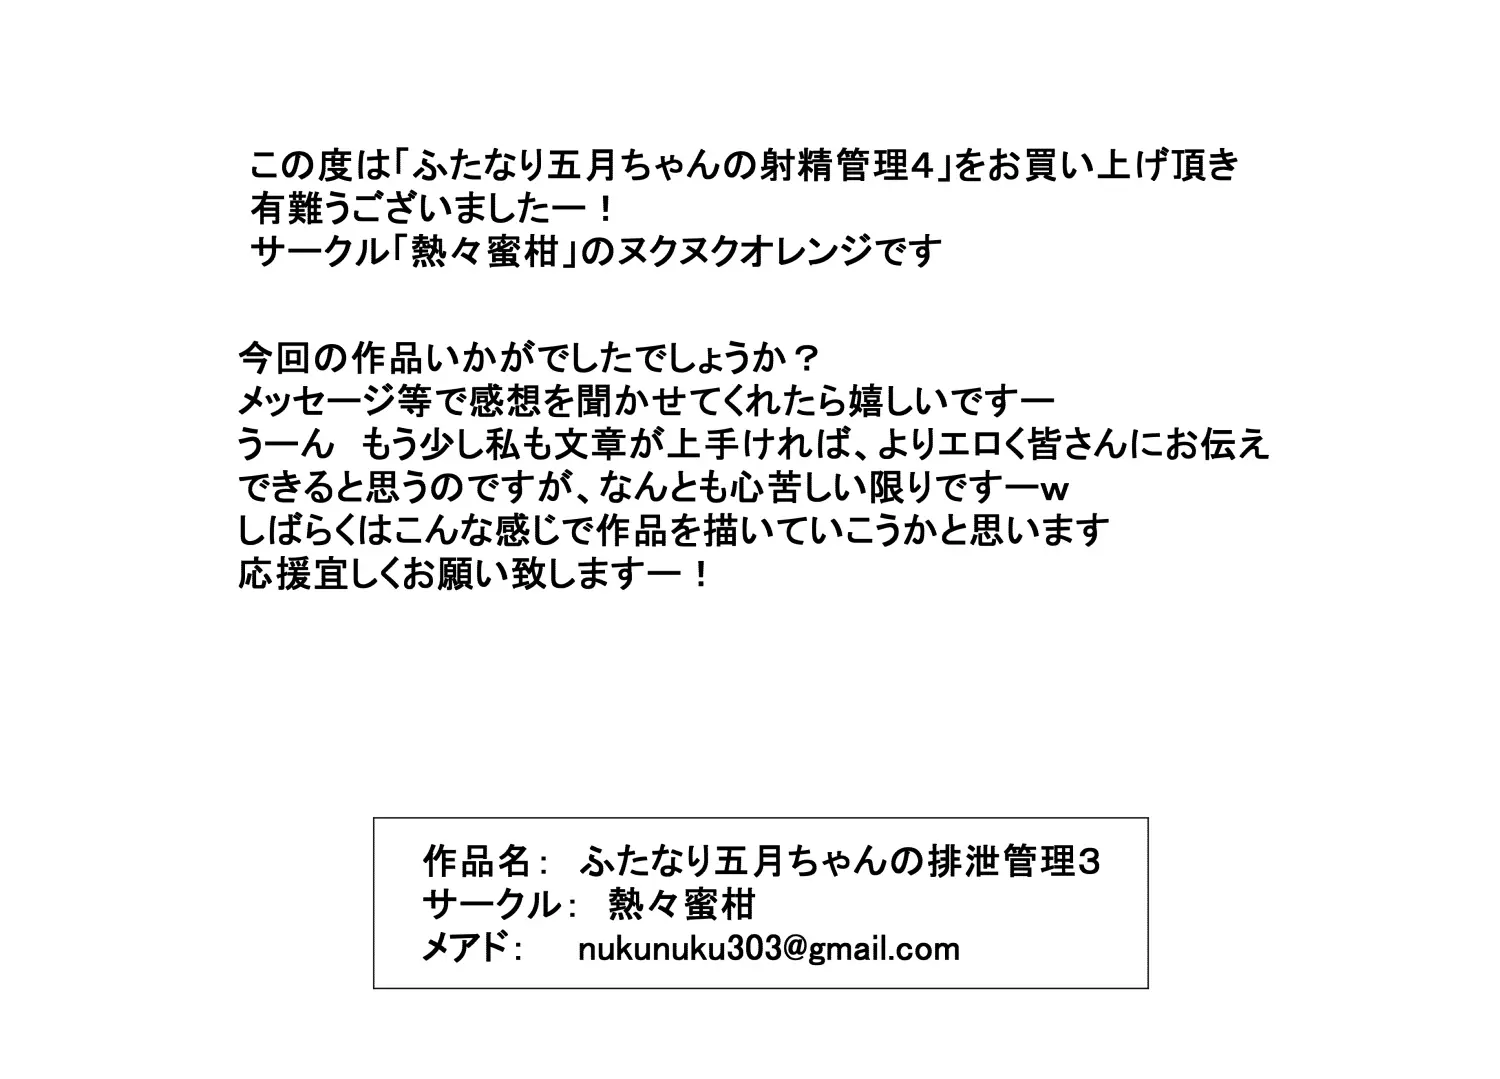 この度は「ふたなり五月ちゃんの射精管理４」をお買い上げ頂き
有難うございましたー！
サークル「熱々蜜柑」のヌクヌクオレンジです
今回の作品いかがでしたでしょうか？
メッセージ等で感想を聞かせてくれたら嬉しいですー
うーん　もう少し私も文章が上手ければ、よりエロく皆さんにお伝え
できると思うのですが、なんとも心苦しい限りですーｗ
しばらくはこんな感じで作品を描いていこうかと思います
応援宜しくお願い致しますー！
作品名：　ふたなり五月ちゃんの排泄管理３
サークル：　熱々蜜柑
メアド：　nukunuku303@gmail.com